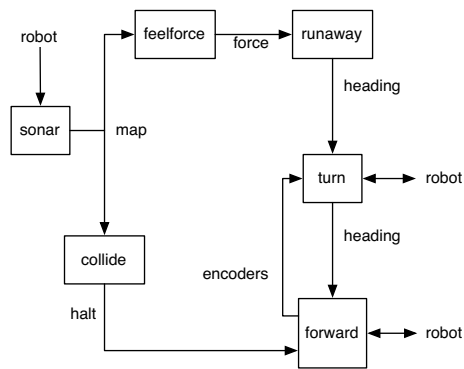 feelforce
runaway
robot
force
heading
sonar
map
turn
robot
heading
collide
encoders
halt
forward
robot